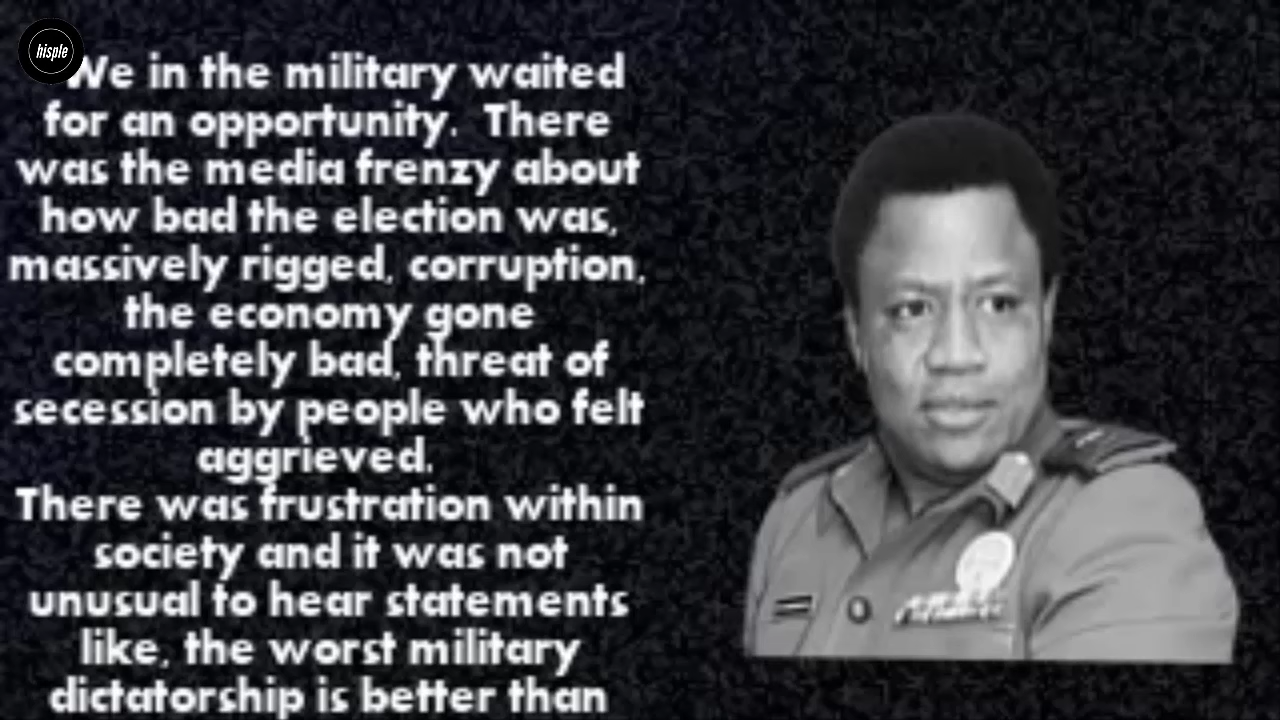 hisple
We in the military waited
for an opportunity. There
was the media frenzy about
how bad the election was,
massively rigged, corruption,
the economy gone
completely bad, threat of
secession by people who felt
aggrieved.
There was frustration within
society and it was not
unusual to hear statements
like, the worst military
dictatorship is better than